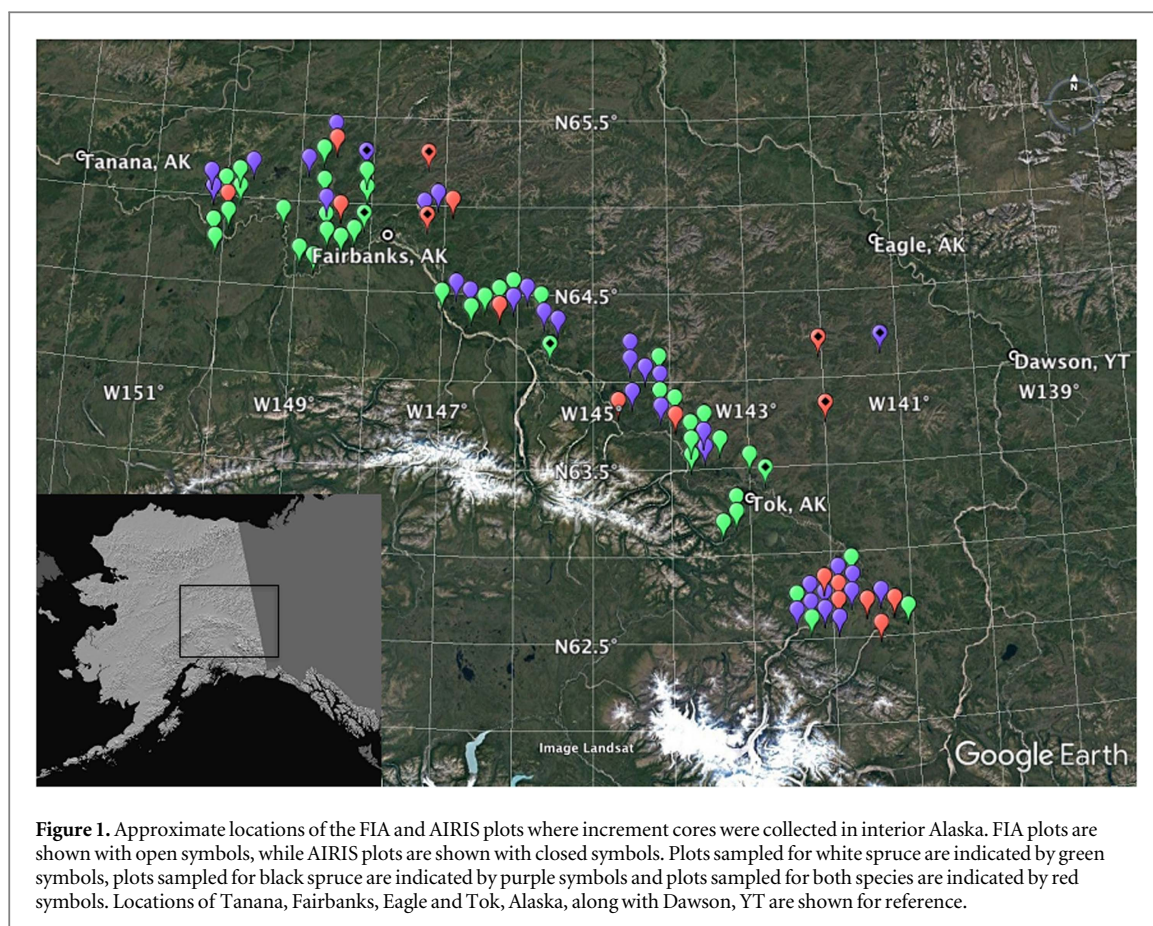 N65.5°
N
Tanana, AK
Eagle, AK
Fairbanks, AK
N64.5°
Dawson, YT
W151°
W149°
W147°
W145°
W143°
W141°
W139°
N63.5°
Tok, AK
N62.5°
Image Landsat
Google Earth
Figure 1. Approximate locations of the FIA and AIRIS plots where increment cores were collected in interior Alaska. FIA plots are
shown with open symbols, while AIRIS plots are shown with closed symbols. Plots sampled for white spruce are indicated by green
symbols, plots sampled for black spruce are indicated by purple symbols and plots sampled for both species are indicated by red
symbols. Locations of Tanana, Fairbanks, Eagle and Tok, Alaska, along with Dawson, YT are shown for reference.